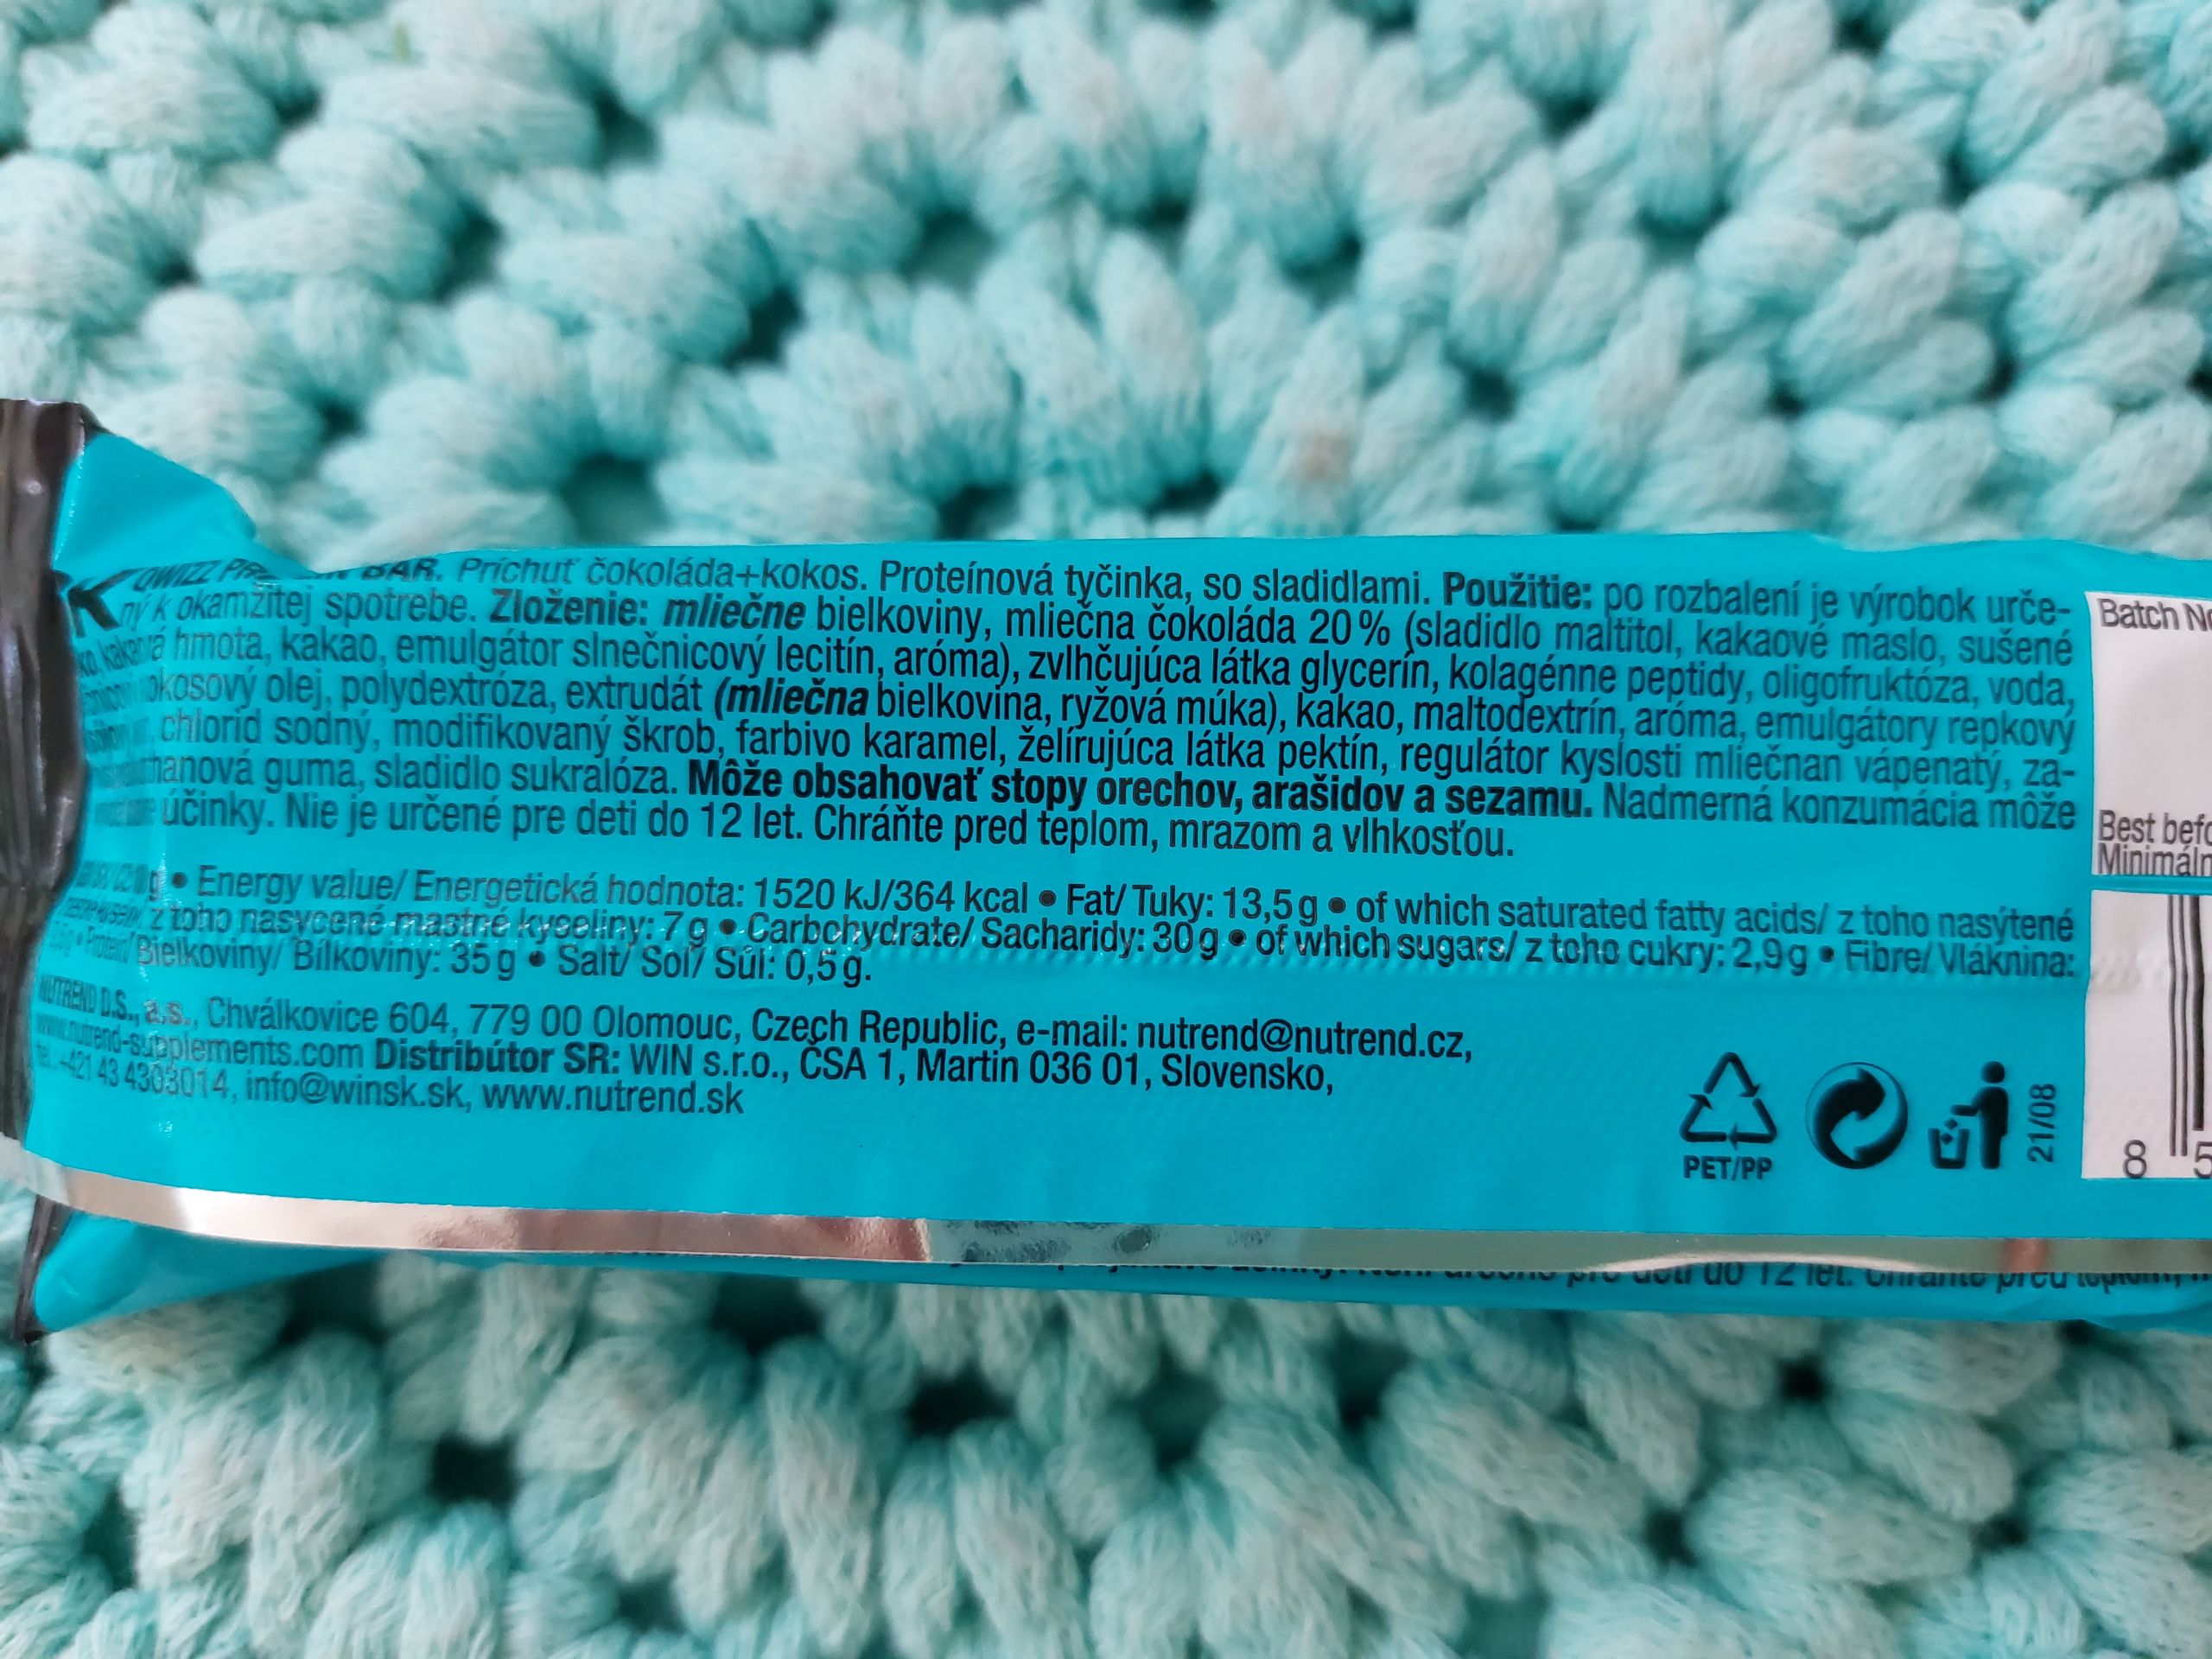 SK QWIZZ PROTEIN BAR. Príchuť čokoláda+kokos. Proteínová tyčinka, so sladidlami. Použitie: po rozbalení je výrobok urče-
ný k okamžitej spotrebe. Zloženie: mliečne bielkoviny, mliečna čokoláda 20 % (sladidlo maltitol, kakaové maslo, sušené
kakaová hmota, kakao, emulgátor slnečnicový lecitín, aróma), zvlhčujúca látka glycerín, kolagénne peptidy, oligofruktóza, voda,
kokosový olej, polydextróza, extrudát (mliečna bielkovina, ryžová múka), kakao, maltodextrín, aróma, emulgátory repkový
chlorid sodný, modifikovaný škrob, farbivo karamel, želírujúca látka pektín, regulátor kyslosti mliečnan vápenatý, za-
guma, sladidlo sukralóza. Môže obsahovať stopy orechov, arašidov a sezamu. Nadmerná konzumácia môže
účinky. Nie je určené pre deti do 12 let. Chráňte pred teplom, mrazom a vlhkosťou.
• Energy value/ Energetická hodnota: 1520 kJ/364 kcal • Fat/ Tuky: 13,5 g • of which saturated fatty acids/ z toho nasýtené
z toho nasycené mastné kyseliny: 7 g • Carbohydrate/ Sacharidy: 30 g • of which sugars/ z toho cukry: 2,9 g • Fibre/ Vláknina:
• Protein/ Bielkoviny/ Bílkoviny: 35 g • Salt/ Soľ/ Sůl: 0,5 g.
NUTREND D.S., a.s., Chválkovice 604, 779 00 Olomouc, Czech Republic, e-mail: nutrend@nutrend.cz,
www.nutrend-supplements.com Distribútor SR: WIN s.r.o., ČSA 1, Martin 036 01, Slovensko,
tel. +421 43 4303014, info@winsk.sk, www.nutrend.sk
PET/PP
21/08
Batch
Best
8 5
do 12 let. Chraňte před teplem,